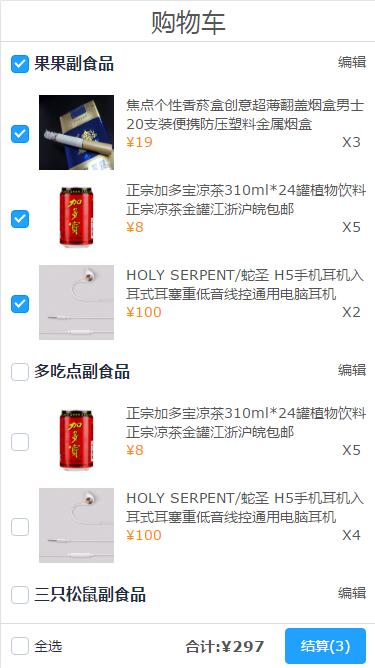 购物车
果果副食品
编辑
焦点个性香菸盒创意超薄翻盖烟盒男士
20支装便携防压塑料金属烟盒
¥19
X3
正宗加多宝凉茶310ml*24罐植物饮料
正宗凉茶金罐江浙沪皖包邮
¥8
X5
加多宝
HOLY SERPENT/蛇圣 H5手机耳机入
耳式耳塞重低音线控通用电脑耳机
¥100
X2
多吃点副食品
编辑
正宗加多宝凉茶310ml*24罐植物饮料
正宗凉茶金罐江浙沪皖包邮
¥8
X5
加多宝
HOLY SERPENT/蛇圣 H5手机耳机入
耳式耳塞重低音线控通用电脑耳机
¥100
X4
三只松鼠副食品
编辑
全选
合计:¥297
结算(3)